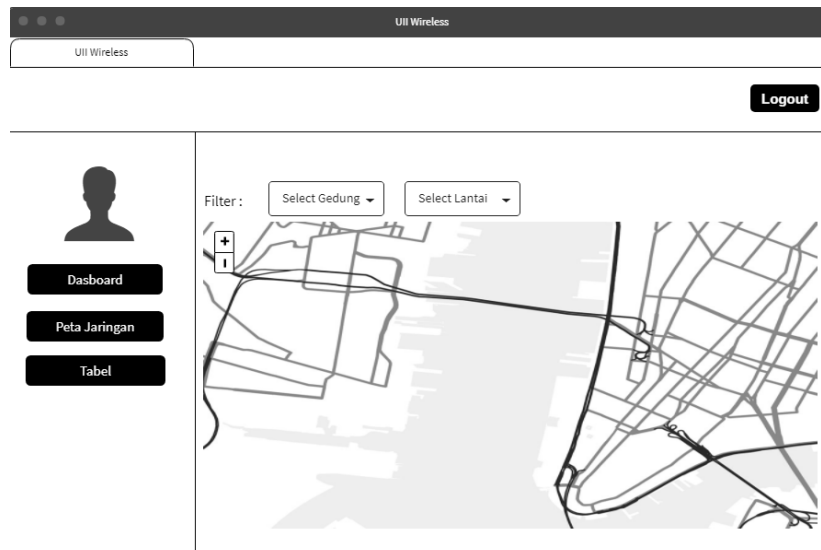 UII Wireless
UII Wireless
Logout
Filter :
Select Gedung
Select Lantai
+
Dasboard
Peta Jaringan
Tabel